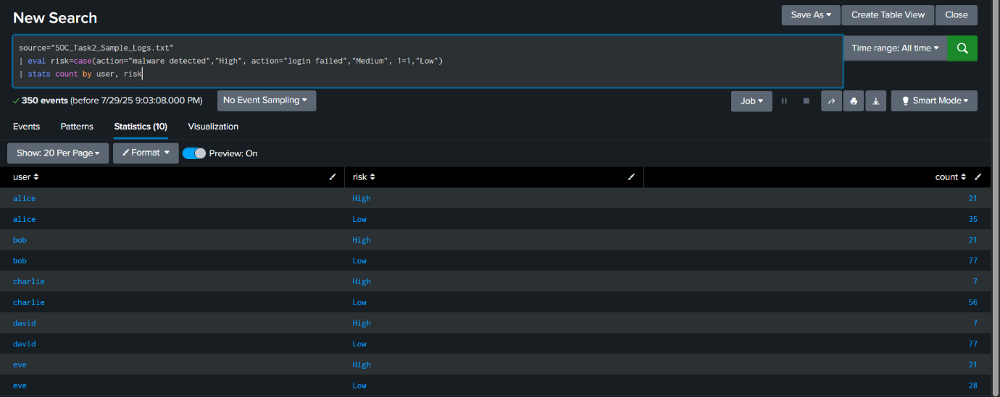 New Search
Save As Create Table View Close
source="SOC_Task2_Sample_Logs.txt"
| eval risk=case(action="malware detected","High", action="login failed","Medium", 1=1,"Low")
| stats count by user, risk
Time range: All time
350 events (before 7/29/25 9:03:08.000 PM) No Event Sampling Job Smart Mode
Events Patterns Statistics (10) Visualization
Show: 20 Per Page Format Preview: On
user risk count
alice High 21
alice Low 35
bob High 21
bob Low 77
charlie High 7
charlie Low 56
david High 7
david Low 77
eve High 21
eve Low 28